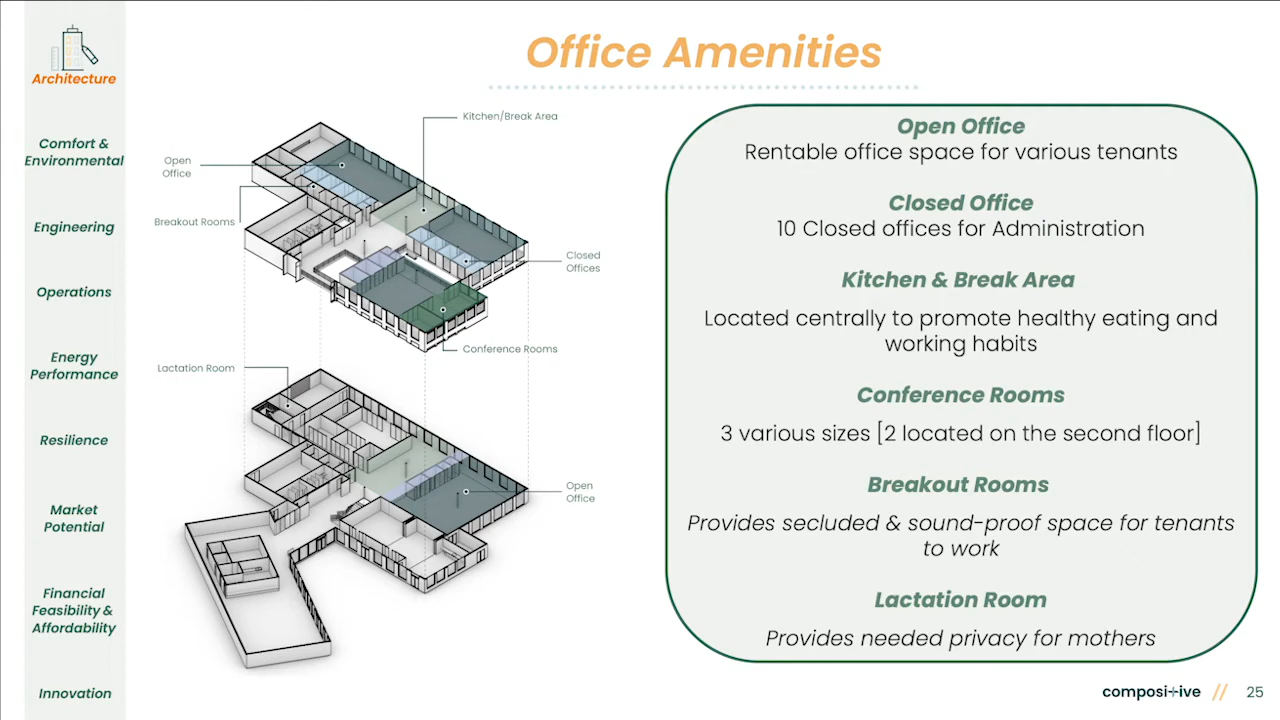 Architecture
Comfort &
Environmental
Engineering
Operations
Energy
Performance
Resilience
Market
Potential
Financial
Feasibility &
Affordability
Innovation
Office Amenities
Kitchen/Break Area
Open
Office
Breakout Rooms
Closed
Offices
Conference Rooms
Lactation Room
Open
Office
Open Office
Rentable office space for various tenants
Closed Office
10 Closed offices for Administration
Kitchen & Break Area
Located centrally to promote healthy eating and
working habits
Conference Rooms
3 various sizes [2 located on the second floor]
Breakout Rooms
Provides secluded & sound-proof space for tenants
to work
Lactation Room
Provides needed privacy for mothers
composi+ive // 25